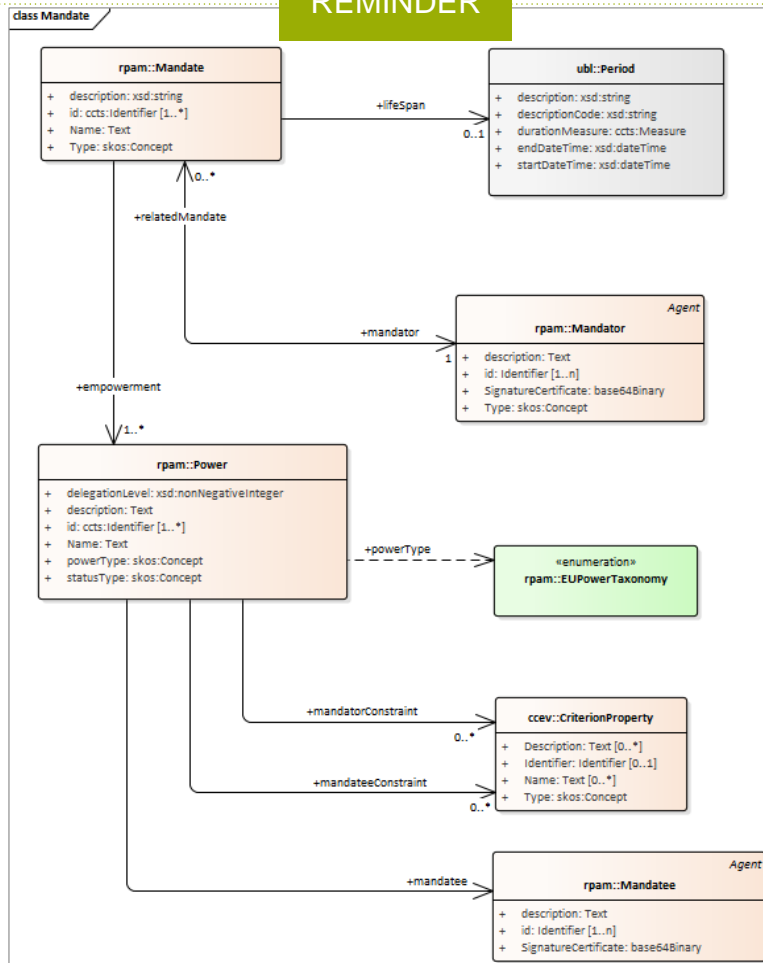 REMINDER
class Mandate
rpam::Mandate
+ description: xsd:string
+ id: ccts:Identifier [1..*]
+ Name: Text
+ Type: skos:Concept
ubl::Period
+ description: xsd:string
+ descriptionCode: xsd:string
+ durationMeasure: ccts:Measure
+ endDateTime: xsd:dateTime
+ startDateTime: xsd:dateTime
+lifeSpan
0..1
0..*
+relatedMandate
+mandator
1
Agent
rpam::Mandator
+ description: Text
+ id: Identifier [1..n]
+ SignatureCertificate: base64Binary
+ Type: skos:Concept
+empowerment
1..*
rpam::Power
+ delegationLevel: xsd:nonNegativeInteger
+ description: Text
+ id: ccts:Identifier [1..*]
+ Name: Text
+ powerType: skos:Concept
+ statusType: skos:Concept
+powerType
«enumeration»
rpam::EUPowerTaxonomy
+mandatorConstraint
0..*
+mandateeConstraint
0..*
ccev::CriterionProperty
+ Description: Text [0..*]
+ Identifier: Identifier [0..1]
+ Name: Text [0..*]
+ Type: skos:Concept
+mandatee
Agent
rpam::Mandatee
+ description: Text
+ id: Identifier [1..n]
+ SignatureCertificate: base64Binary